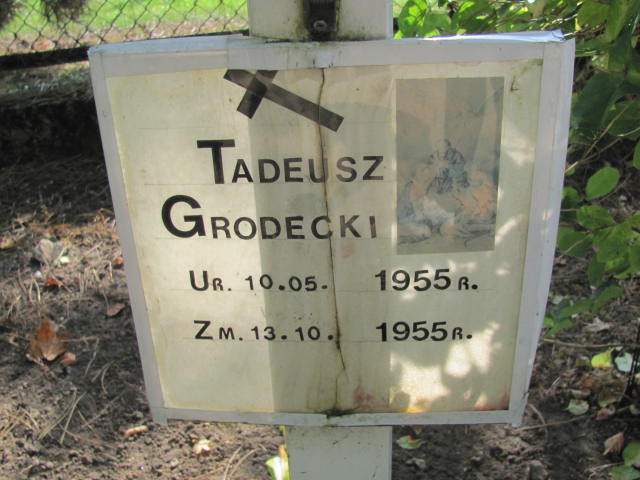 TADEUSZ
GRODECKI
UR. 10.05. 1955 R.
ZM. 13.10. 1955 R.